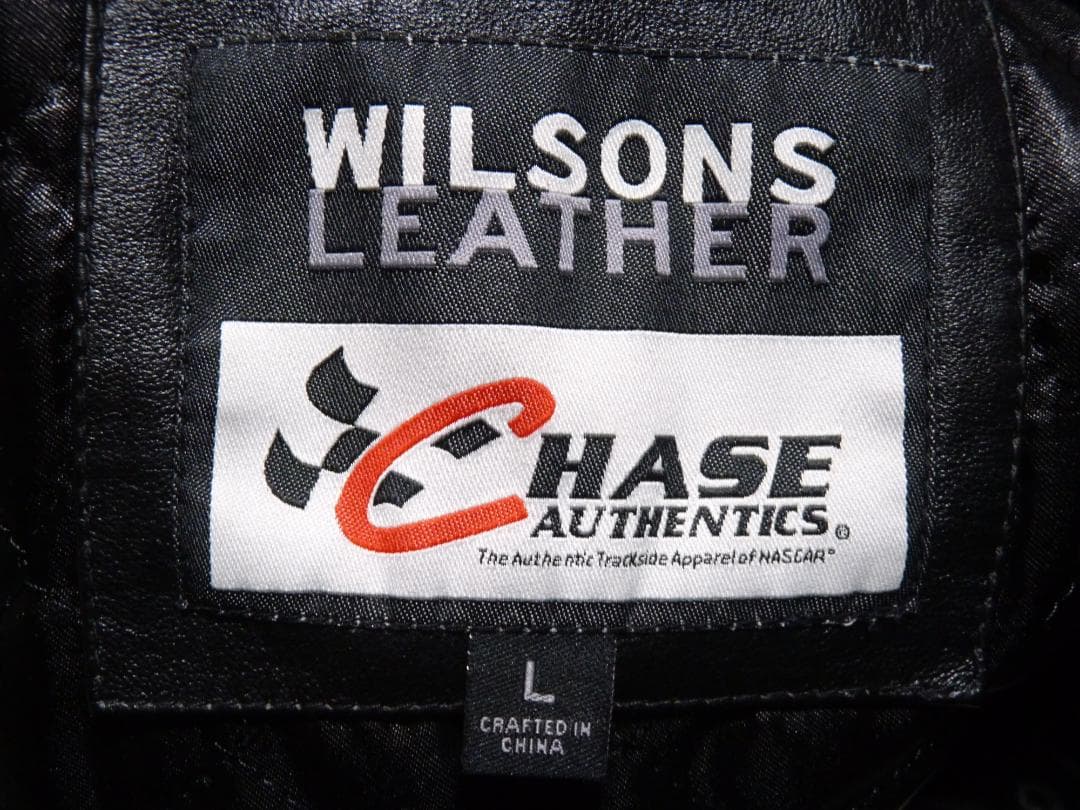 WILSONS
LEATHER
CHASE
AUTHENTICS®
The Authentic Trackside Apparel of NASCAR®
L
CRAFTED IN
CHINA